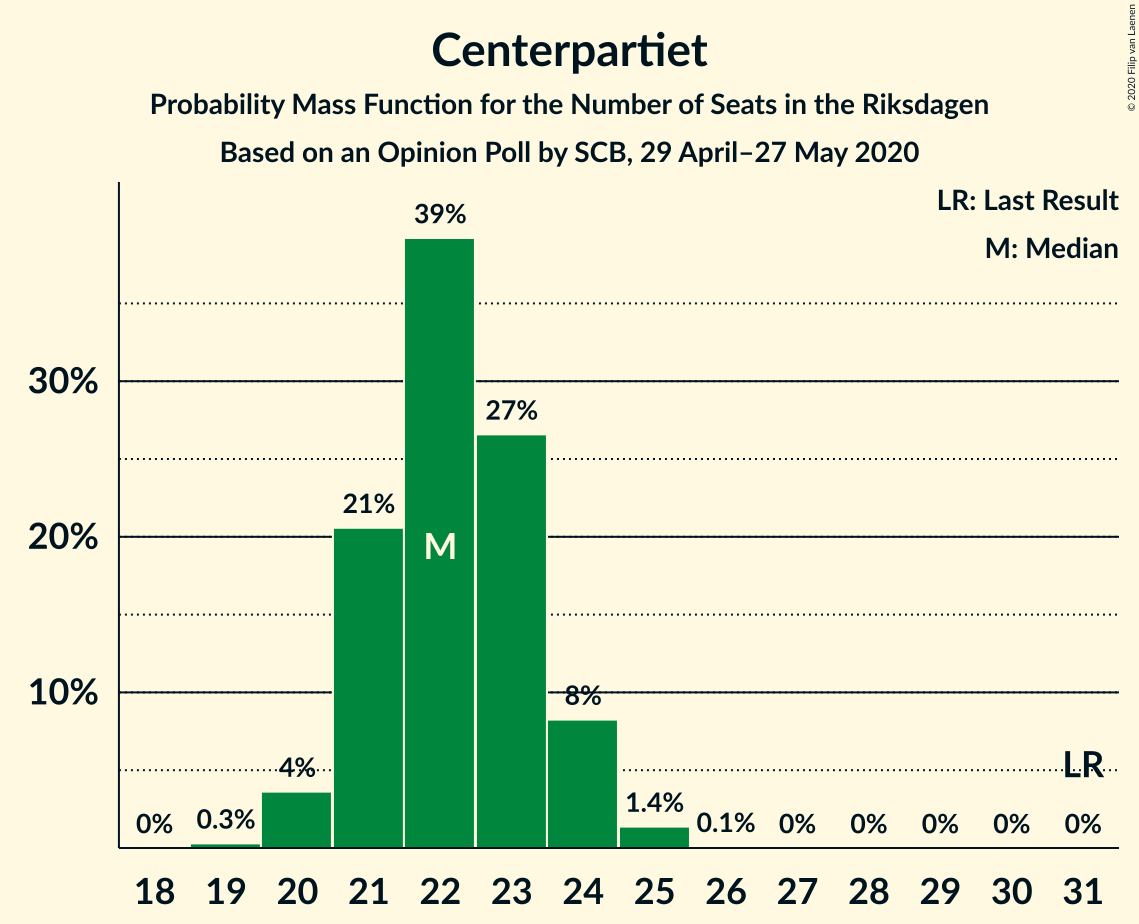 Centerpartiet
Probability Mass Function for the Number of Seats in the Riksdagen
Based on an Opinion Poll by SCB, 29 April–27 May 2020
© 2020 Filip van Laenen
LR: Last Result
M: Median
39%
30%
27%
21%
20%
M
10%
8%
4%
LR
0%
0.3%
1.4%
0.1%
0%
0%
0%
0%
0%
18 19 20 21 22 23 24 25 26 27 28 29 30 31